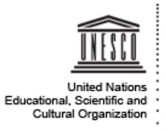 UNESCO
United Nations
Educational, Scientific and
Cultural Organization